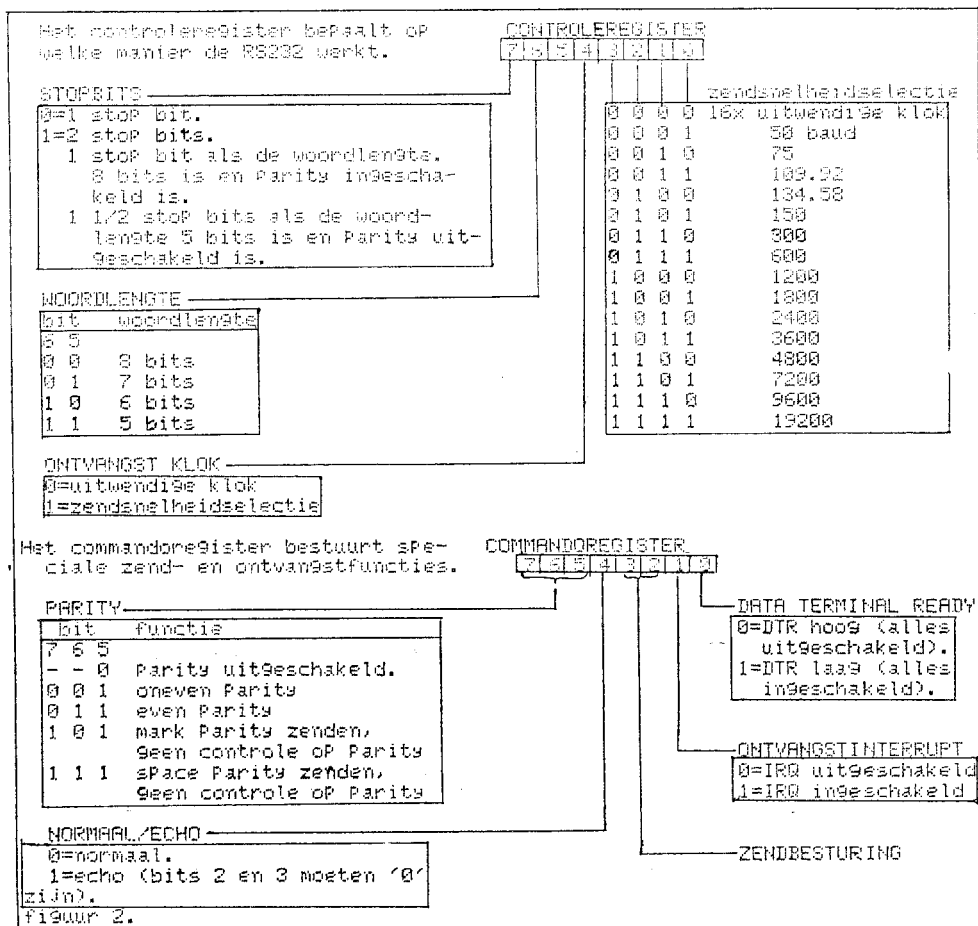 Het controleregister bepaalt op
welke manier de RS232 werkt.
CONTROLEREGISTER
7 6 5 4 3 2 1 0
STOPBITS
0=1 stop bit.
1=2 stop bits.
1 stop bit als de woordlengte.
8 bits is en parity ingescha-
keld is.
1 1/2 stop bits als de woord-
lengte 5 bits is en parity uit-
geschakeld is.
zendsnelheidselectie
0 0 0 0 16x uitwendige klok
0 0 0 1 50 baud
0 0 1 0 75
0 0 1 1 109.92
0 1 0 0 134.58
0 1 0 1 150
0 1 1 0 300
0 1 1 1 600
1 0 0 0 1200
1 0 0 1 1800
1 0 1 0 2400
1 0 1 1 3600
1 1 0 0 4800
1 1 0 1 7200
1 1 1 0 9600
1 1 1 1 19200
WOORDLENGTE
bit woordlengte
6 5
0 0 8 bits
0 1 7 bits
1 0 6 bits
1 1 5 bits
ONTVANGST KLOK
0=uitwendige klok
1=zendsnelheidselectie
Het commandoregister bestuurt spe-
ciale zend- en ontvangstfuncties.
COMMANDOREGISTER
7 6 5 4 3 2 1 0
PARITY
bit functie
7 6 5
- - 0 parity uitgeschakeld.
0 0 1 oneven parity
0 1 1 even parity
1 0 1 mark parity zenden,
geen controle op parity
1 1 1 space parity zenden,
geen controle op parity
DATA TERMINAL READY
0=DTR hoog (alles
uitgeschakeld).
1=DTR laag (alles
ingeschakeld).
ONTVANGSTINTERRUPT
0=IRQ uitgeschakeld
1=IRQ ingeschakeld
ZENDBESTURING
NORMAAL/ECHO
0=normaal.
1=echo (bits 2 en 3 moeten '0'
zijn).
figuur 2.